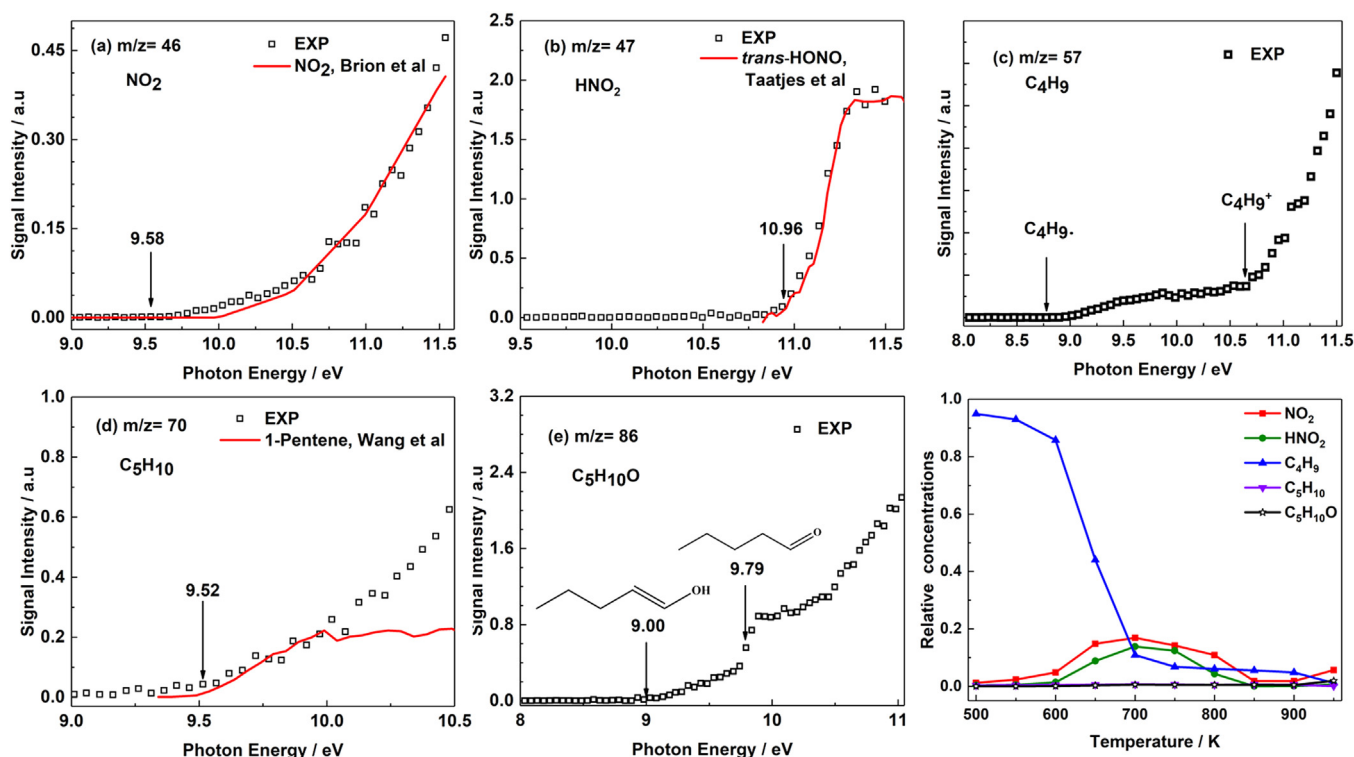 (a) m/z= 46
EXP
NO2
NO2, Brion et al
9.58
0.45
0.30
0.15
0.00
Signal Intensity / a.u
9.0 9.5 10.0 10.5 11.0 11.5
Photon Energy / eV
(b) m/z= 47
EXP
HNO2
trans-HONO,
Taatjes et al
10.96
2.5
2.0
1.5
1.0
0.5
0.0
Signal Intensity / a.u
9.5 10.0 10.5 11.0 11.5
Photon Energy / eV
(c) m/z= 57
EXP
C4H9
C4H9.
C4H9+
Signal Intensity / a.u
8.0 8.5 9.0 9.5 10.0 10.5 11.0 11.5
Photon Energy / eV
(d) m/z= 70
EXP
1-Pentene, Wang et al
C5H10
9.52
1.0
0.8
0.6
0.4
0.2
0.0
Signal Intensity / a.u
9.0 9.5 10.0 10.5
Photon Energy / eV
(e) m/z= 86
EXP
C5H10O
O
9.79
OH
9.00
3.6
2.4
1.2
0.0
Signal Intensity / a.u
8 9 10 11
Photon Energy / eV
NO2
HNO2
C4H9
C5H10
C5H10O
1.0
0.8
0.6
0.4
0.2
0.0
Relative concentrations
500 600 700 800 900
Temperature / K